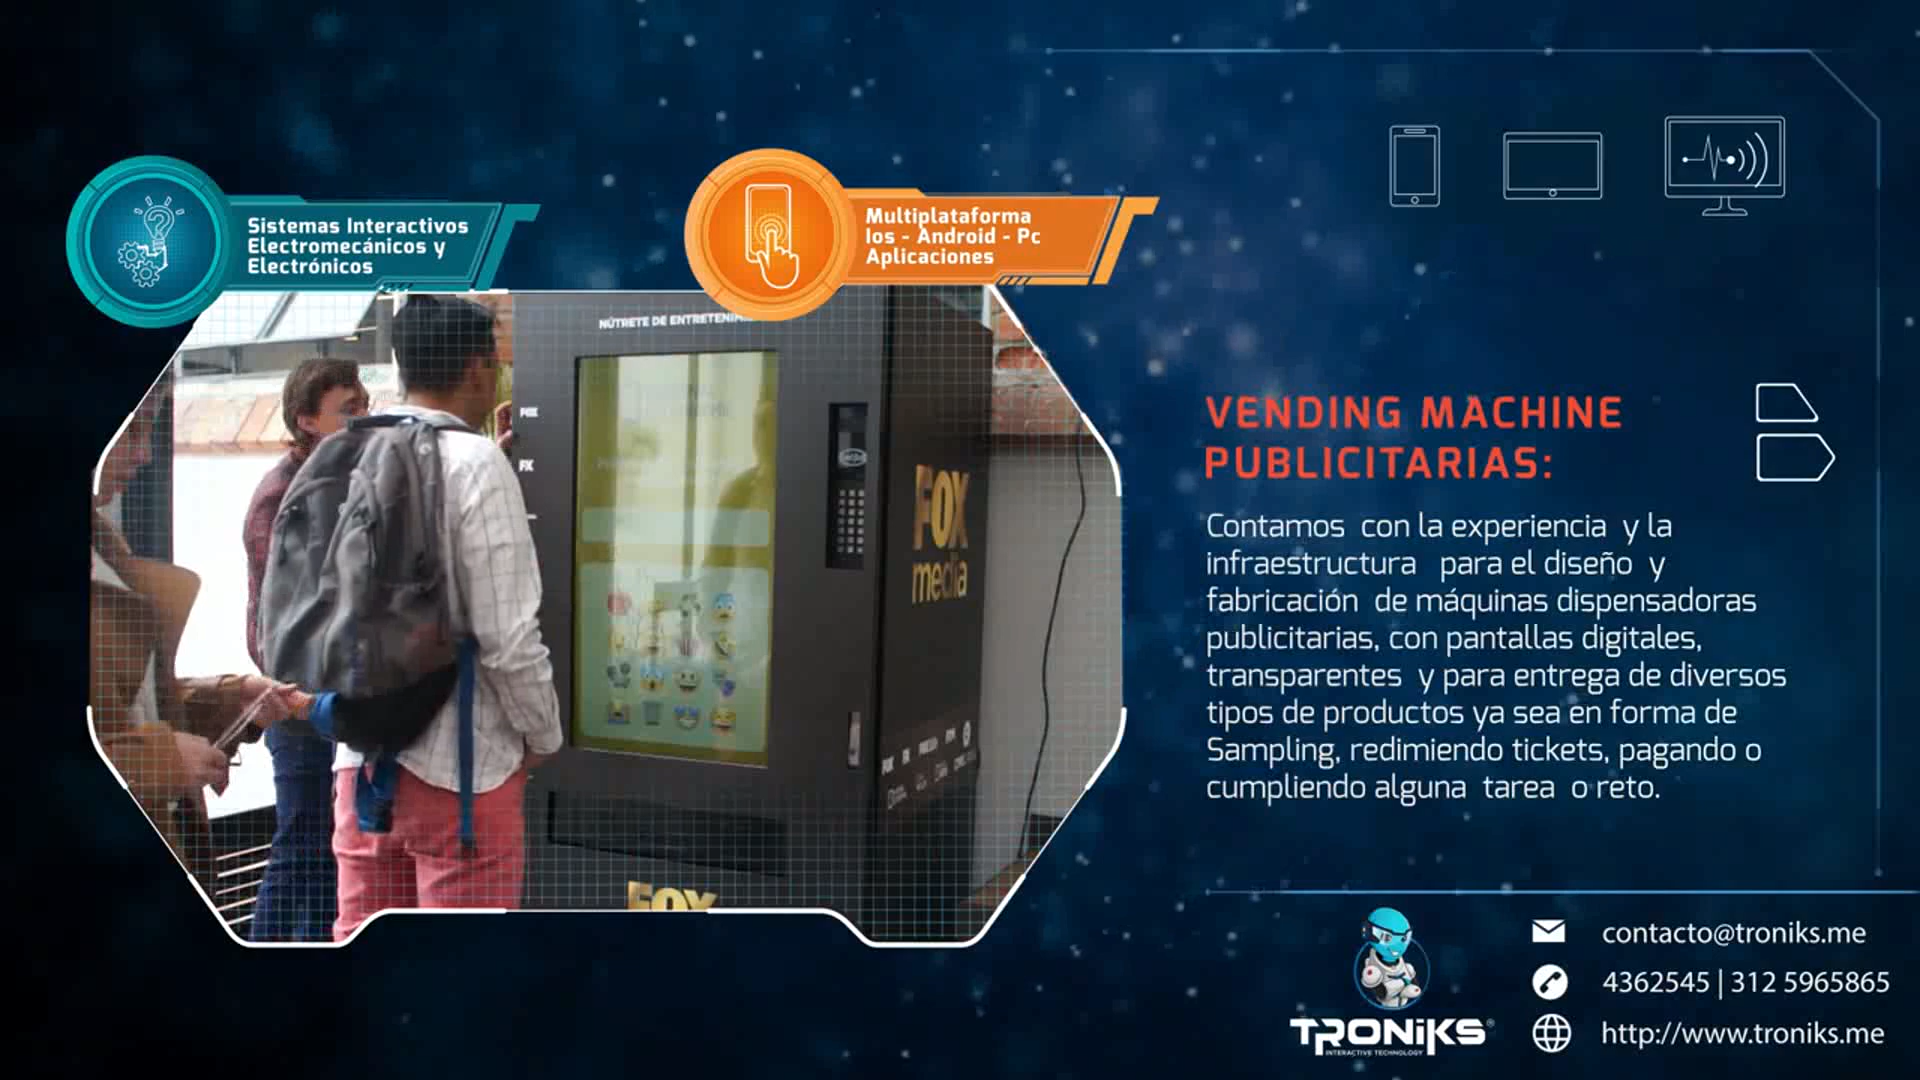 Sistemas Interactivos
Electromecánicos y
Electrónicos
Multiplataforma
Ios - Android - Pc
Aplicaciones
NÚTRETE DE
FOX
FX
FOX
media
FOX
VENDING MACHINE
PUBLICITARIAS:
Contamos con la experiencia y la
infraestructura para el diseño y
fabricación de máquinas dispensadoras
publicitarias, con pantallas digitales,
transparentes y para entrega de diversos
tipos de productos ya sea en forma de
Sampling, redimiendo tickets, pagando o
cumpliendo alguna tarea o reto.
TRONiKS®
INTERACTIVE TECHNOLOGY
contacto@troniks.me
4362545 | 312 5965865
http://www.troniks.me